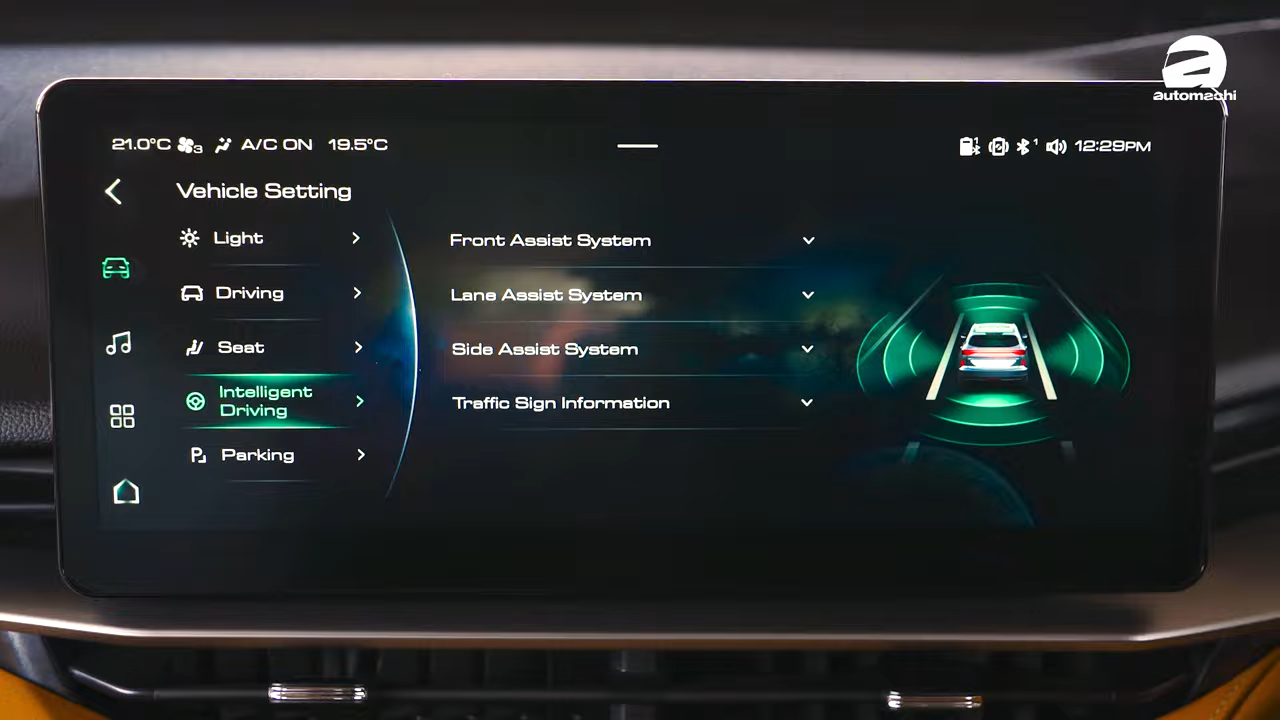 automachi
21.0°C 3 A/C ON 19.5°C 1 12:29PM
Vehicle Setting
Light
Driving
Seat
Intelligent
Driving
Parking
Front Assist System
Lane Assist System
Side Assist System
Traffic Sign Information